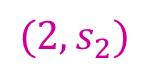 (2, s₂)